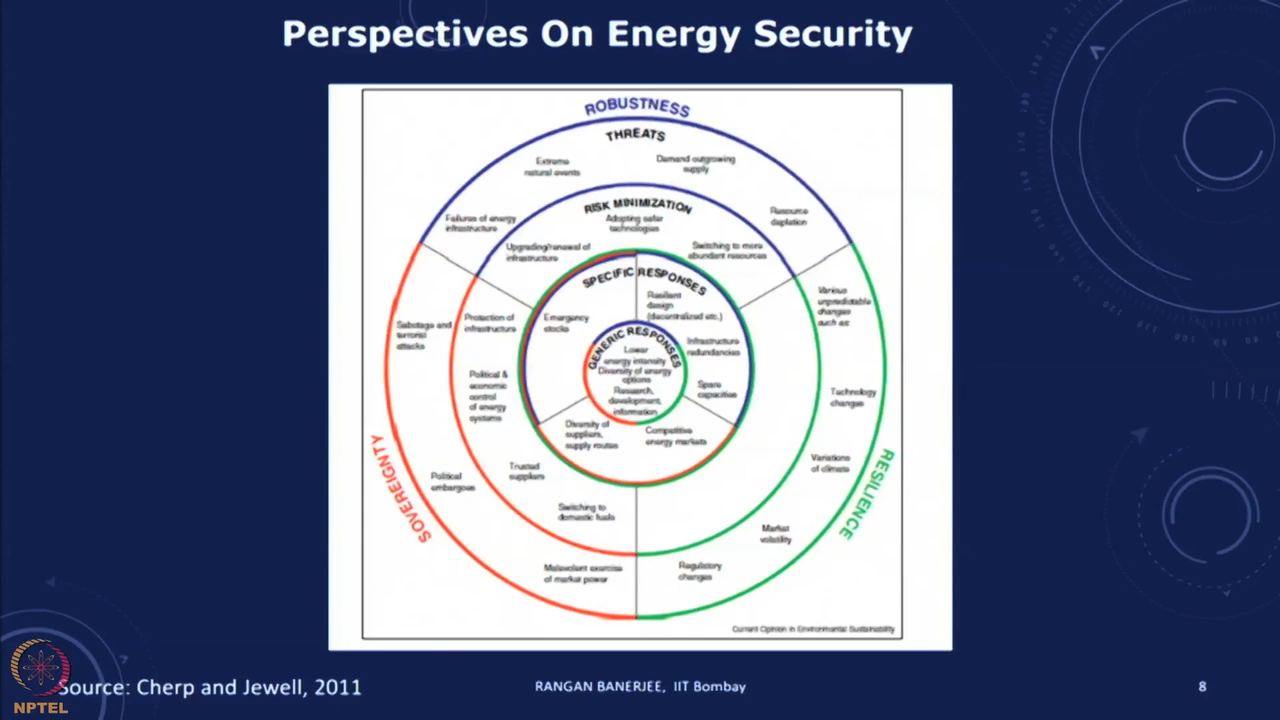 Perspectives On Energy Security
ROBUSTNESS
THREATS
Extreme
natural events
Demand outgrowing
supply
Failures of energy
infrastructure
Resource
depletion
RISK MINIMIZATION
Adopting safer
technologies
Upgrading/renewal of
infrastructure
Switching to more
abundant resources
SPECIFIC RESPONSES
Emergency
stocks
Resilient
design
(decentralized etc.)
Infrastructure
redundancies
Spare
capacities
Competitive
energy markets
Diversity of
suppliers,
supply routes
GENERIC RESPONSES
Lower
energy intensity
Diversity of energy
options
Research,
development,
information
Sabotage and
terrorist
attacks
Protection of
infrastructure
Political &
economic
control
of energy
systems
Trusted
suppliers
Switching to
domestic fuels
Political
embargoes
Malevolent exercise
of market power
SOVEREIGNTY
Various
unpredictable
changes
such as:
Technology
changes
Variations
of climate
Market
volatility
Regulatory
changes
RESILIENCE
Current Opinion in Environmental Sustainability
Source: Cherp and Jewell, 2011
RANGAN BANERJEE, IIT Bombay
8
NPTEL